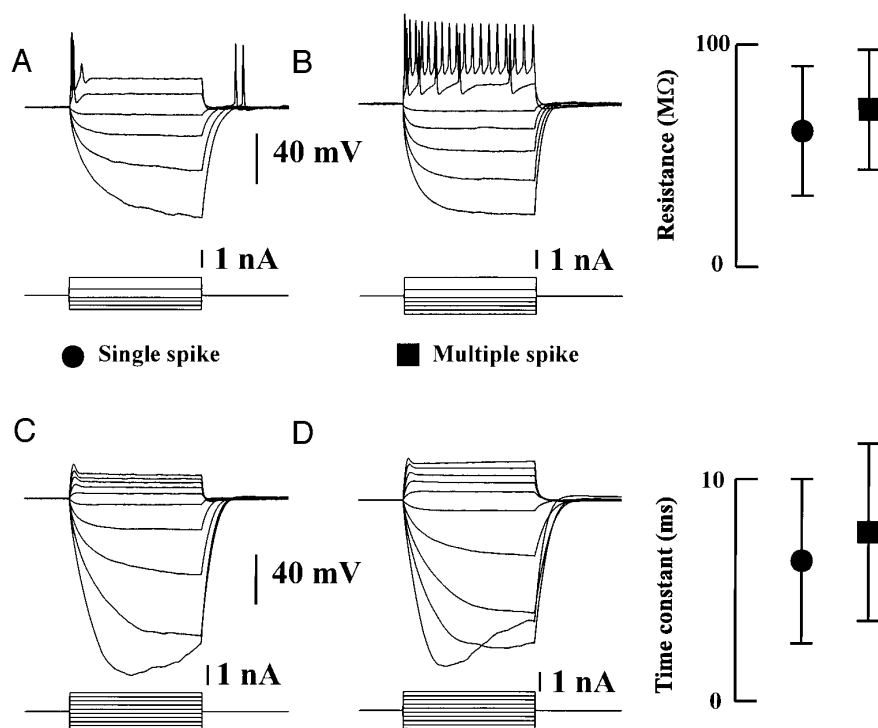 A
B
40 mV
1 nA
1 nA
Single spike
Multiple spike
100
Resistance (MΩ)
0
C
D
40 mV
1 nA
1 nA
10
Time constant (ms)
0